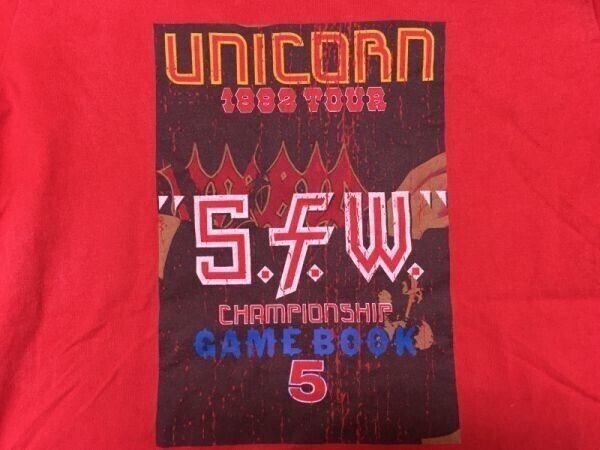 UNICORN
1992 TOUR
"S.f.W."
CHAMPIONSHIP
GAME BOOK
5